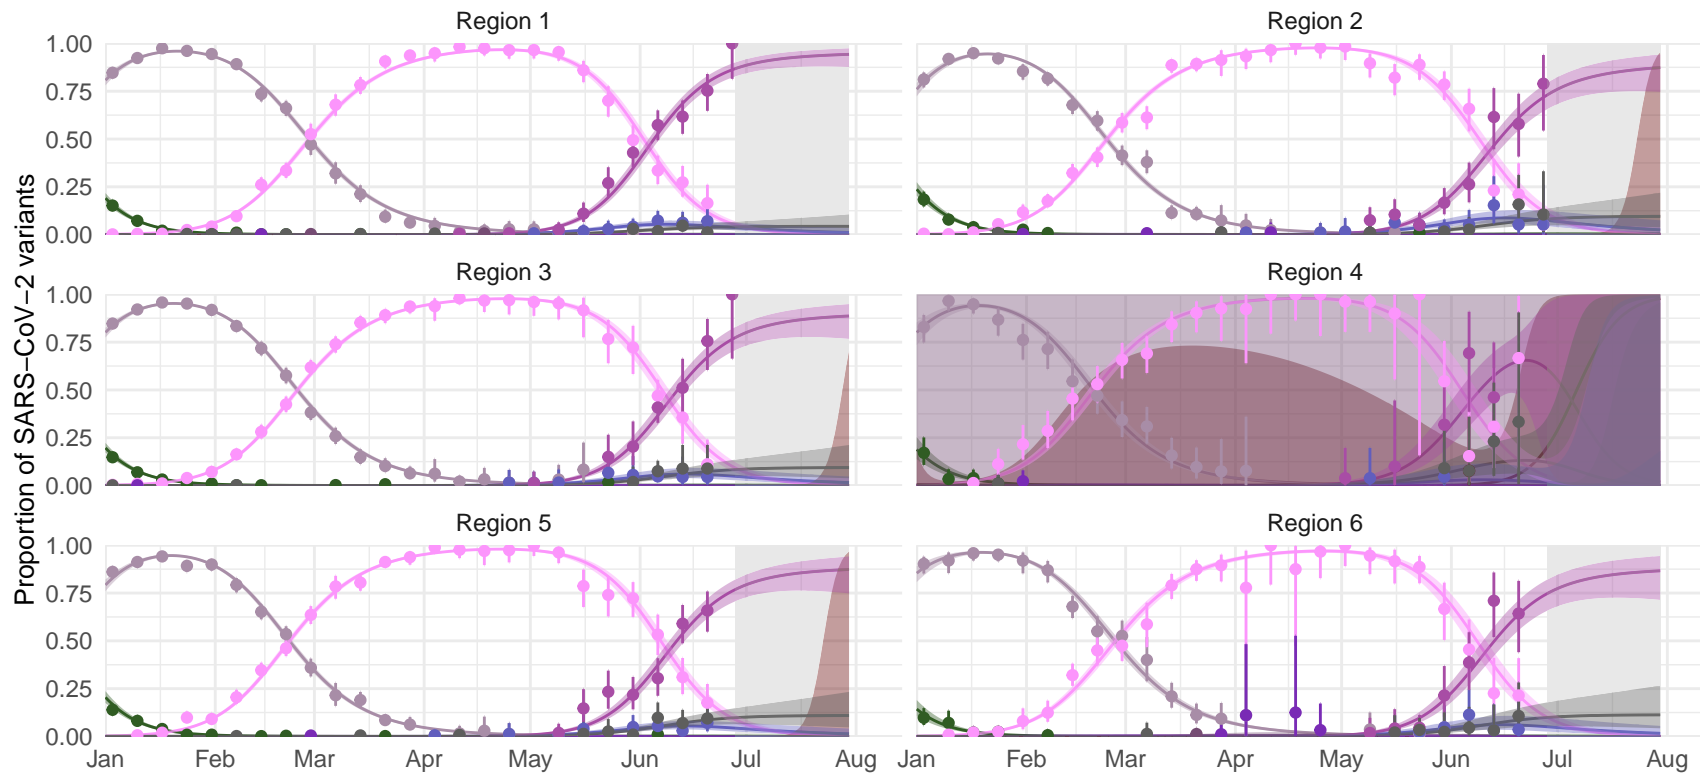 Proportion of SARS−CoV−2 variants
Region 1
1.00
0.75
0.50
0.25
0.00
Region 2
Region 3
1.00
0.75
0.50
0.25
0.00
Region 4
Region 5
1.00
0.75
0.50
0.25
0.00
Region 6
Jan Feb Mar Apr May Jun Jul Aug
Jan Feb Mar Apr May Jun Jul Aug